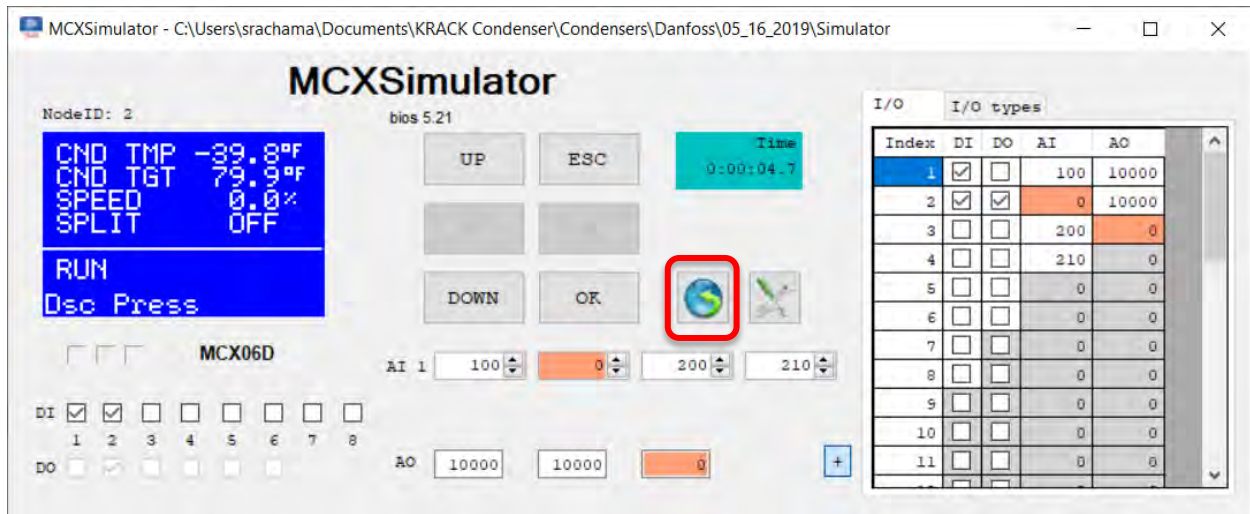 MCXSimulator - C:\Users\srachama\Documents\KRACK Condenser\Condensers\Danfoss\05_16_2019\Simulator
MCXSimulator
NodeID: 2
bios 5.21
CND TMP -39.8°F
CND TGT 79.9°F
SPEED 0.0%
SPLIT OFF
RUN
Dsc Press
UP ESC
DOWN OK
Time
0:00:04.7
MCX06D
AI 1 100 0 200 210
DI
1 2 3 4 5 6 7 8
DO
AO 10000 10000 0 +
I/O I/O types
Index DI DO AI AO
1 100 10000
2 0 10000
3 200 0
4 210 0
5 0 0
6 0 0
7 0 0
8 0 0
9 0 0
10 0 0
11 0 0